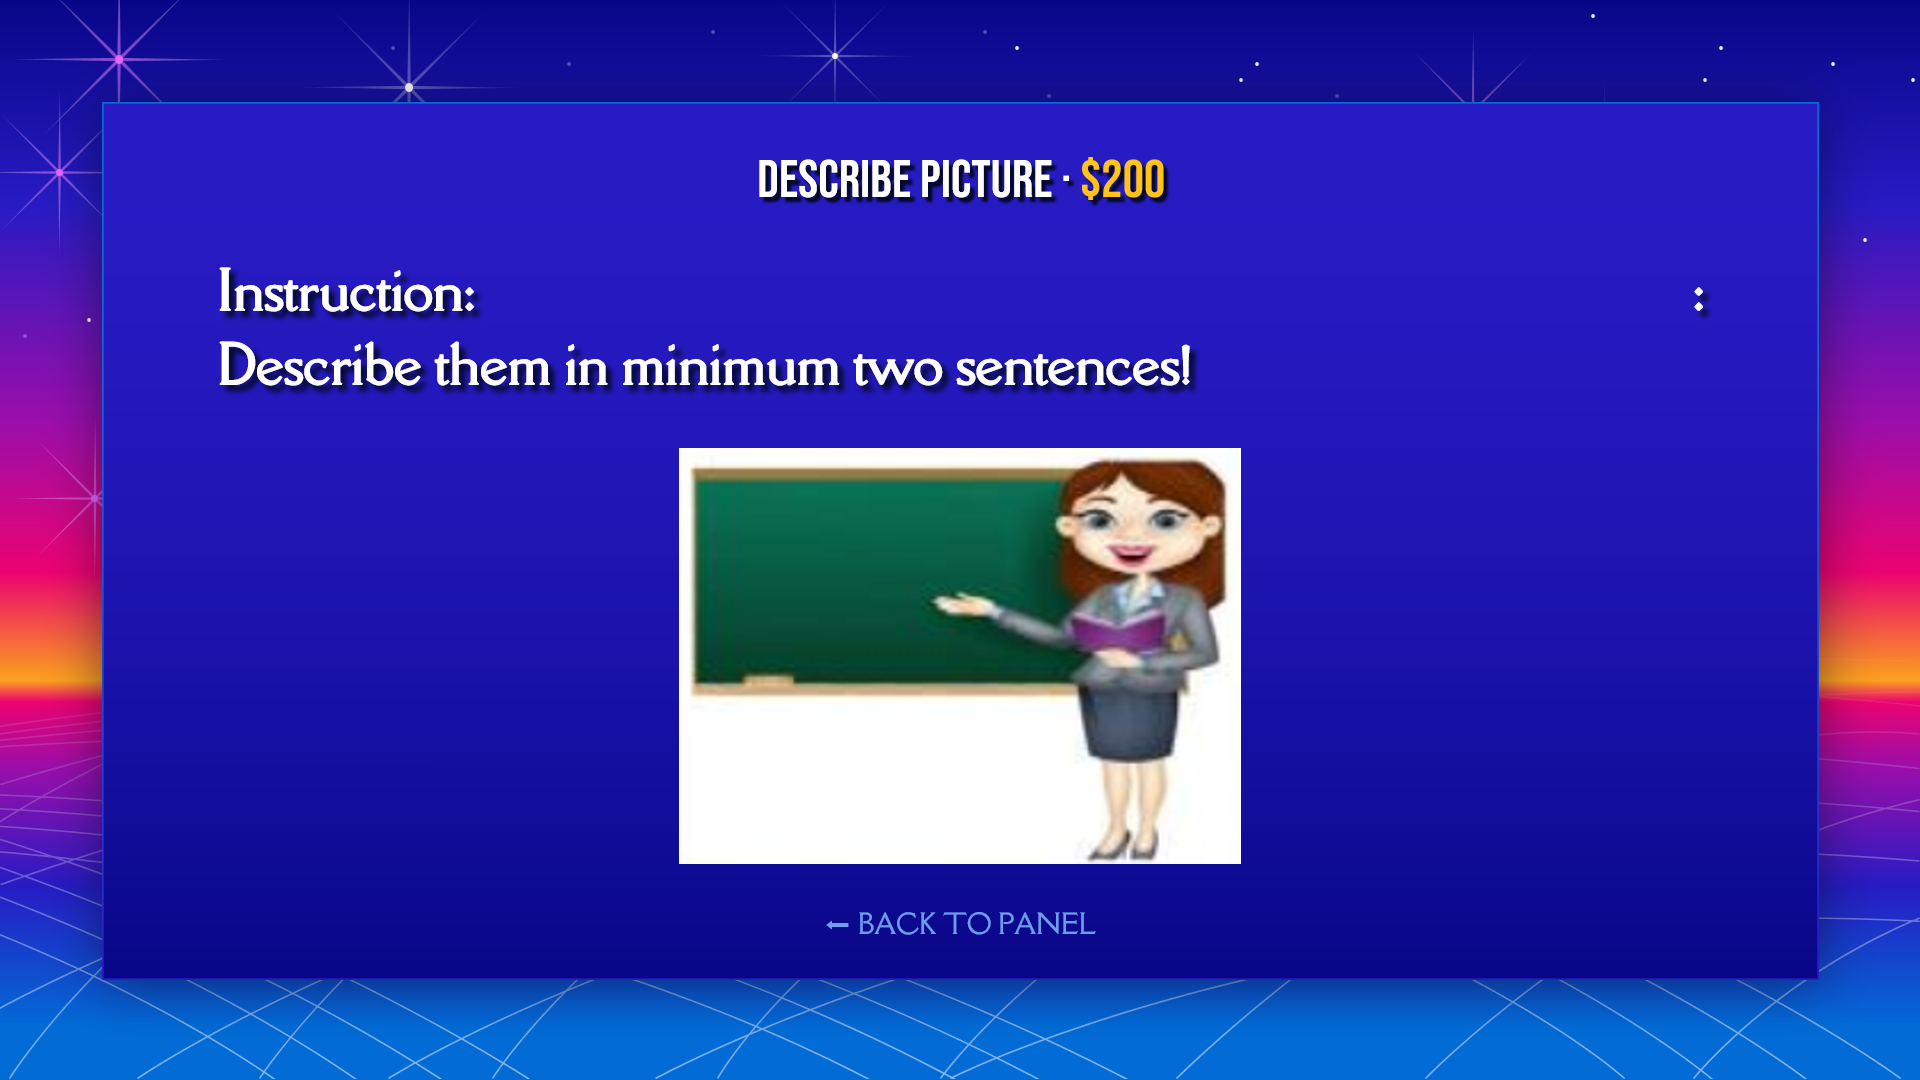 DESCRIBE PICTURE · $200
Instruction: :
Describe them in minimum two sentences!
← BACK TO PANEL